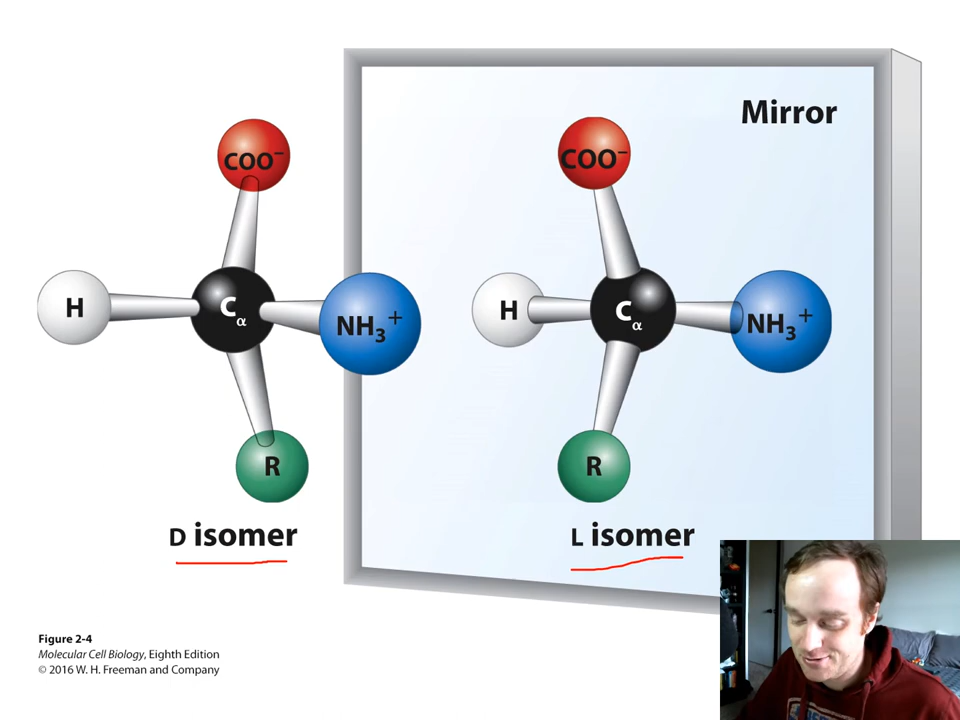 Mirror
COO⁻
COO⁻
H
Cα
NH₃⁺
H
Cα
NH₃⁺
R
R
D isomer
L isomer
Figure 2-4
Molecular Cell Biology, Eighth Edition
© 2016 W. H. Freeman and Company